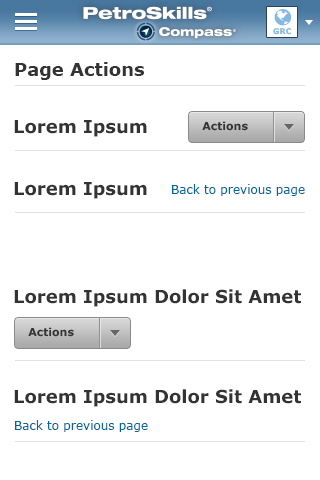 PetroSkills®
Compass®
GRC
Page Actions
Lorem Ipsum Actions
Lorem Ipsum Back to previous page
Lorem Ipsum Dolor Sit Amet
Actions
Lorem Ipsum Dolor Sit Amet
Back to previous page